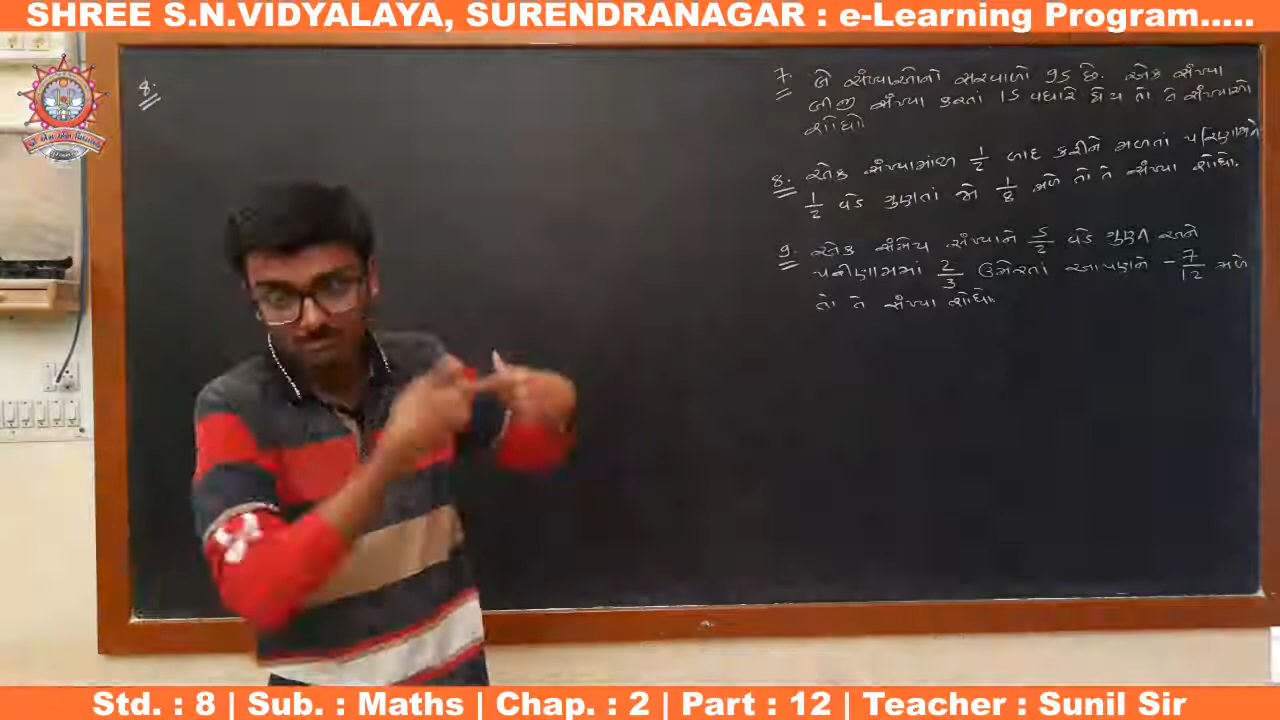 SHREE S.N.VIDYALAYA, SURENDRANAGAR : e-Learning Program.....
8.
7. બે સંખ્યાઓનો સરવાળો 95 છે. એક સંખ્યા
બીજી સંખ્યા કરતાં 15 વધારે હોય તો તે સંખ્યાઓ
શોધો
8. એક સંખ્યામાંથી 1/2 બાદ કરીને મળતાં પરિણામને
1/2 વડે ગુણતાં જો 1/8 મળે તો તે સંખ્યા શોધો.
9. એક સંમેય સંખ્યાને 5/2 વડે ગુણી અને
પરીણામમાં 2/3 ઉમેરતાં આપણને -7/12 મળે
તો તે સંખ્યા શોધો.
Std. : 8 | Sub. : Maths | Chap. : 2 | Part : 12 | Teacher : Sunil Sir